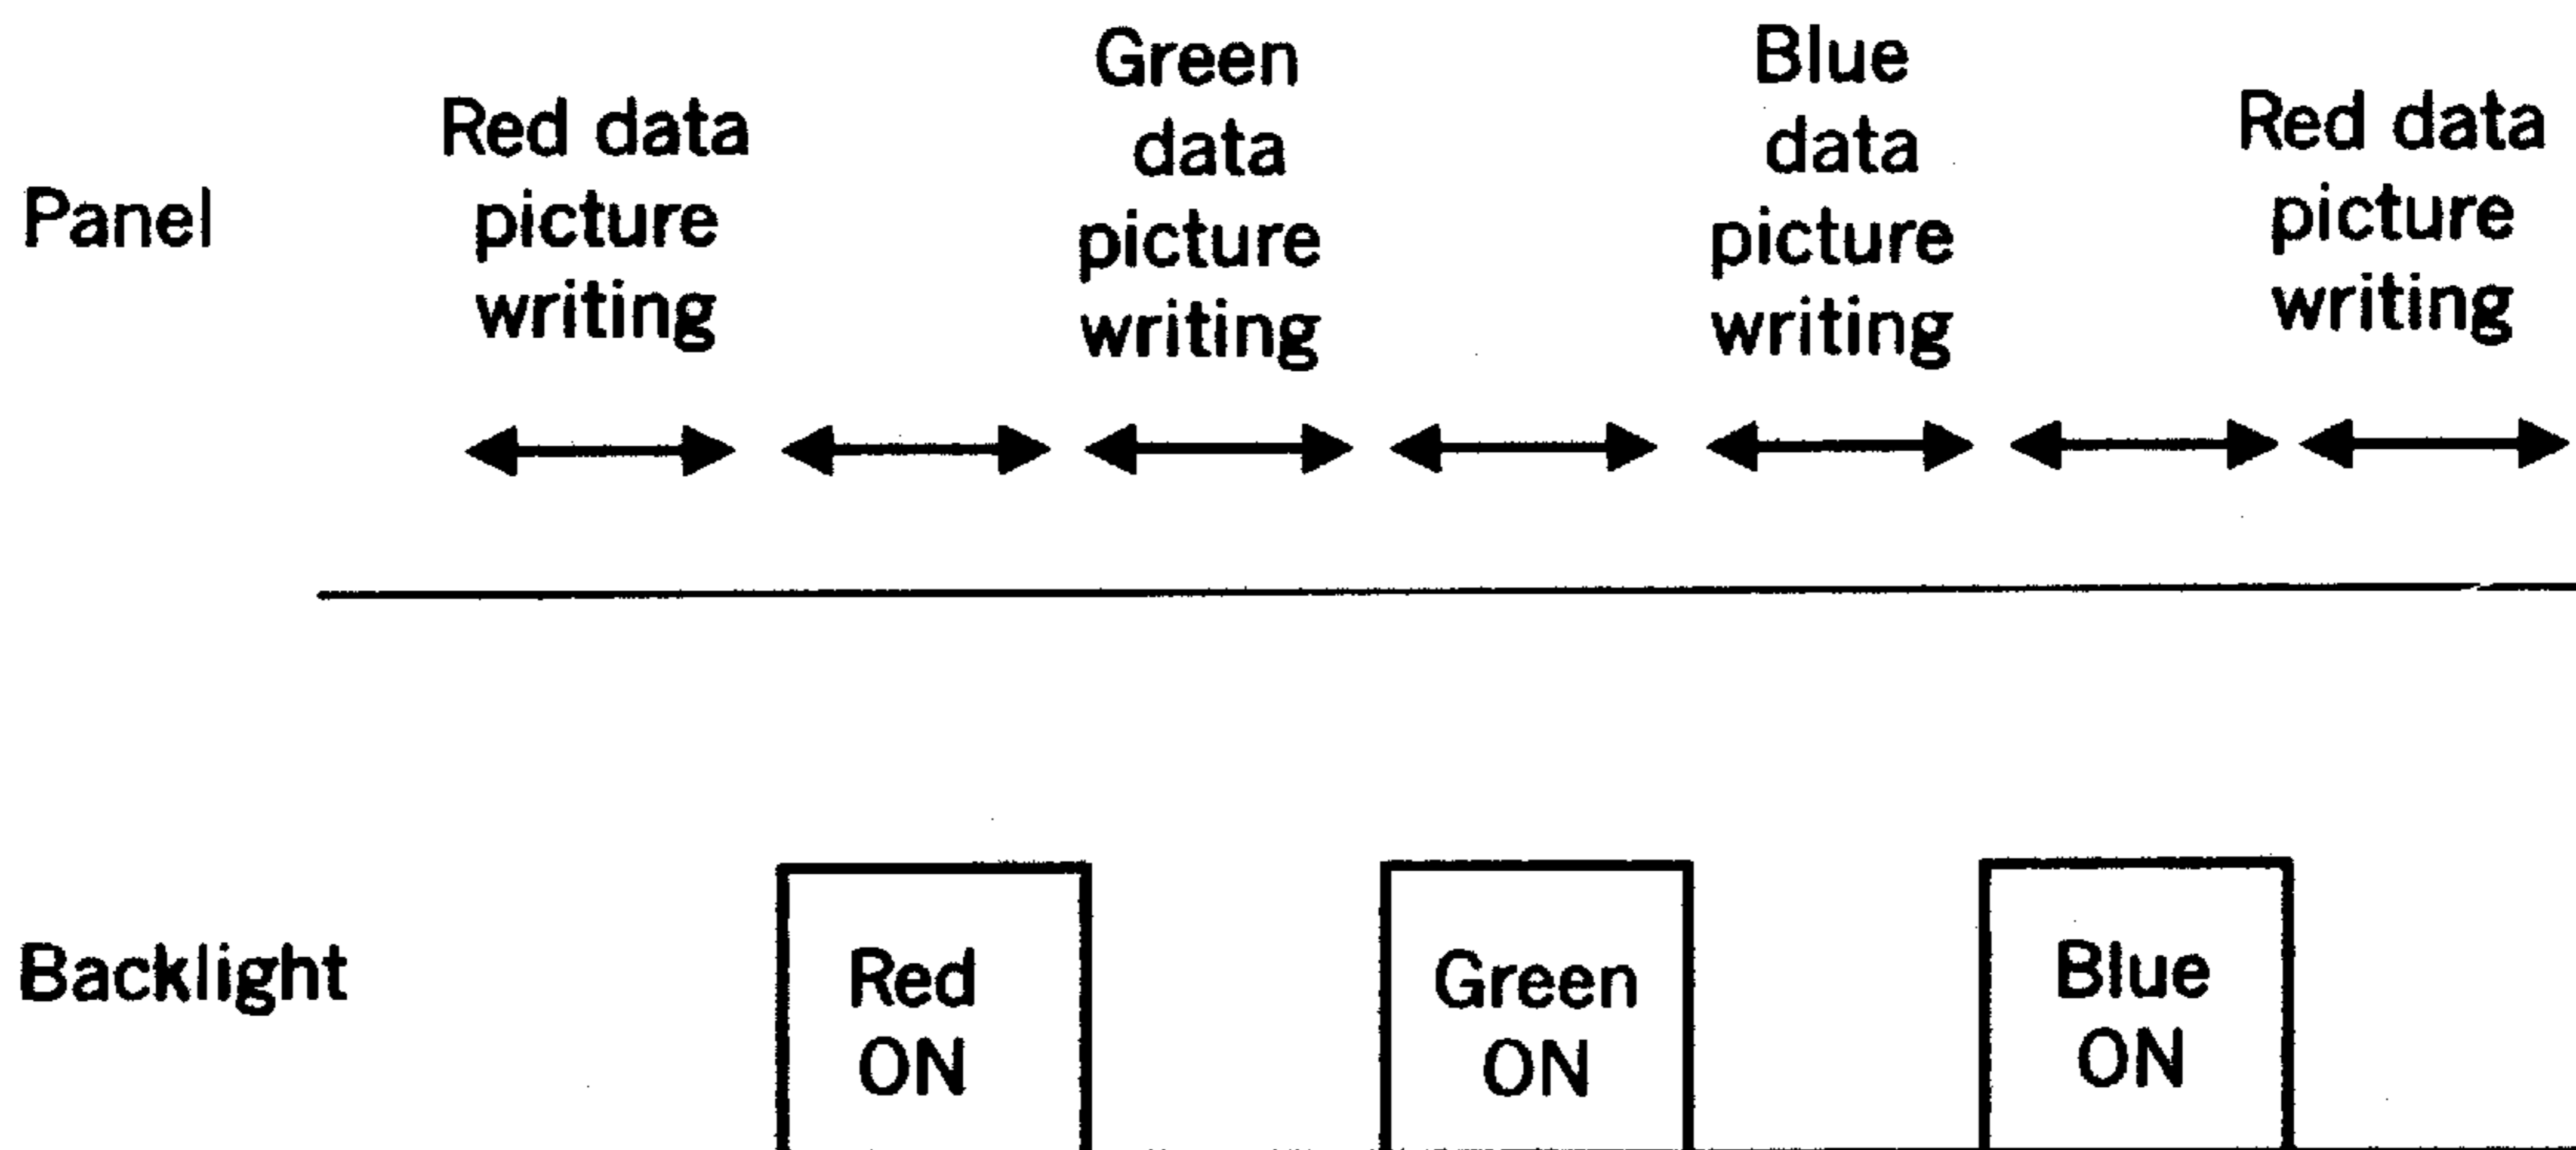 Panel
Red data
picture
writing
Green
data
picture
writing
Blue
data
picture
writing
Red data
picture
writing
Backlight
Red
ON
Green
ON
Blue
ON